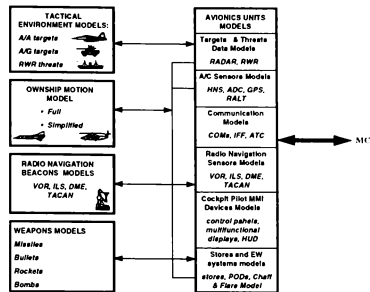 TACTICAL
ENVIRONMENT MODELS:
A/A targets
A/G targets
RWR threats
OWNSHIP MOTION
MODEL
• Full
• Simplified
RADIO NAVIGATION
BEACONS MODELS
VOR, ILS, DME,
TACAN
WEAPONS MODELS
Missiles
Bullets
Rockets
Bombs
AVIONICS UNITS
MODELS
Targets & Threats
Data Models
RADAR, RWR
A/C Sensors Models
HNS, ADC, GPS,
RALT
Communication
Models
COMs, IFF, ATC
Radio Navigation
Sensors Models
VOR, ILS, DME,
TACAN
Cockpit Pilot MMI
Devices Models
control panels,
multifunctional
displays, HUD
Stores and EW
systems models
stores, PODs, Chaff
& Flare Model
MC